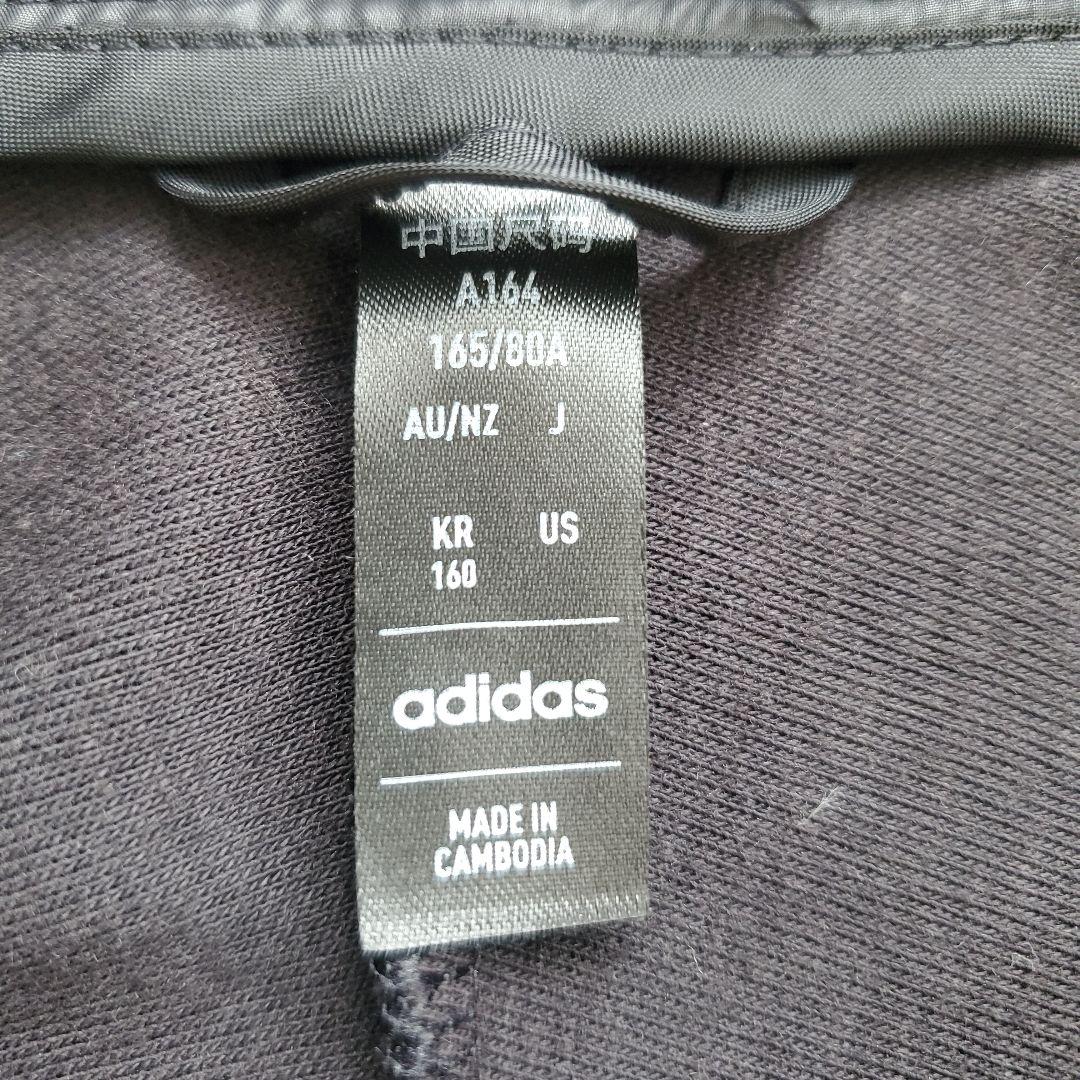 中国尺码
A164
165/80A
AU/NZ J
KR US
160
adidas
MADE IN
CAMBODIA